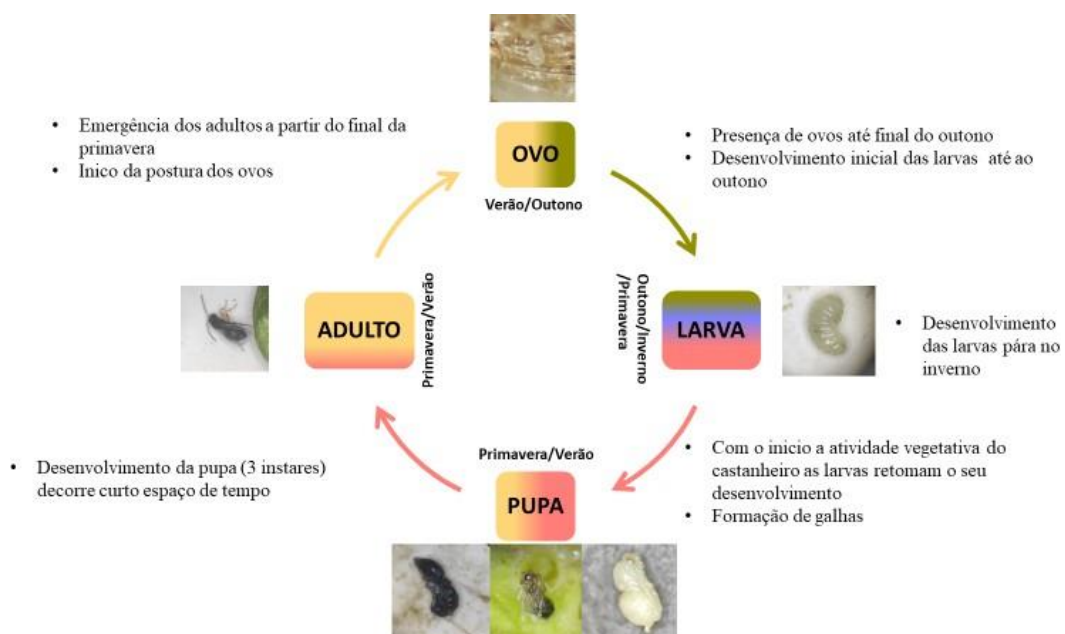 • Emergência dos adultos a partir do final da
primavera
• Inico da postura dos ovos
OVO
Verão/Outono
• Presença de ovos até final do outono
• Desenvolvimento inicial das larvas até ao
outono
ADULTO
Primavera/Verão
Outono/Inverno
/Primavera
LARVA
• Desenvolvimento
das larvas pára no
inverno
• Desenvolvimento da pupa (3 instares)
decorre curto espaço de tempo
Primavera/Verão
PUPA
• Com o inicio a atividade vegetativa do
castanheiro as larvas retomam o seu
desenvolvimento
• Formação de galhas